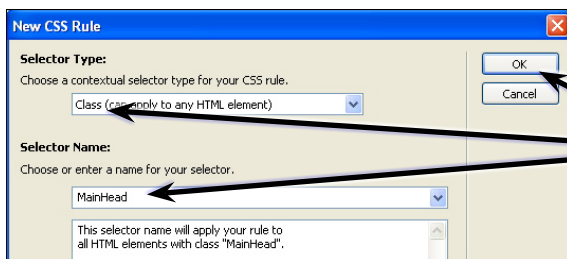 New CSS Rule
Selector Type:
Choose a contextual selector type for your CSS rule.
Class (can apply to any HTML element)
OK
Cancel
Selector Name:
Choose or enter a name for your selector.
MainHead
This selector name will apply your rule to
all HTML elements with class "MainHead".